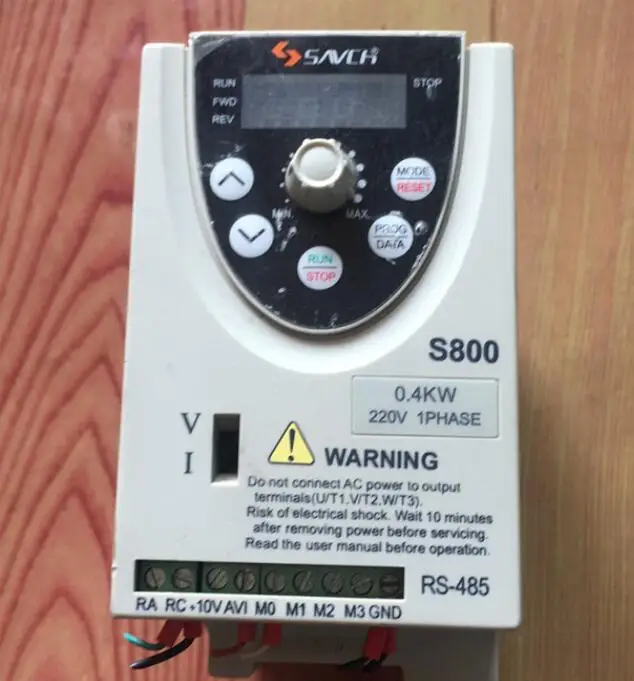 SAVCH®
RUN
STOP
FWD
REV
MODE
RESET
MIN.
MAX.
PROG
DATA
RUN
STOP
S800
0.4KW
220V 1PHASE
V
I
WARNING
Do not connect AC power to output
terminals(U/T1,V/T2,W/T3).
Risk of electrical shock. Wait 10 minutes
after removing power before servicing.
Read the user manual before operation.
RS-485
RA RC +10V AVI M0 M1 M2 M3 GND